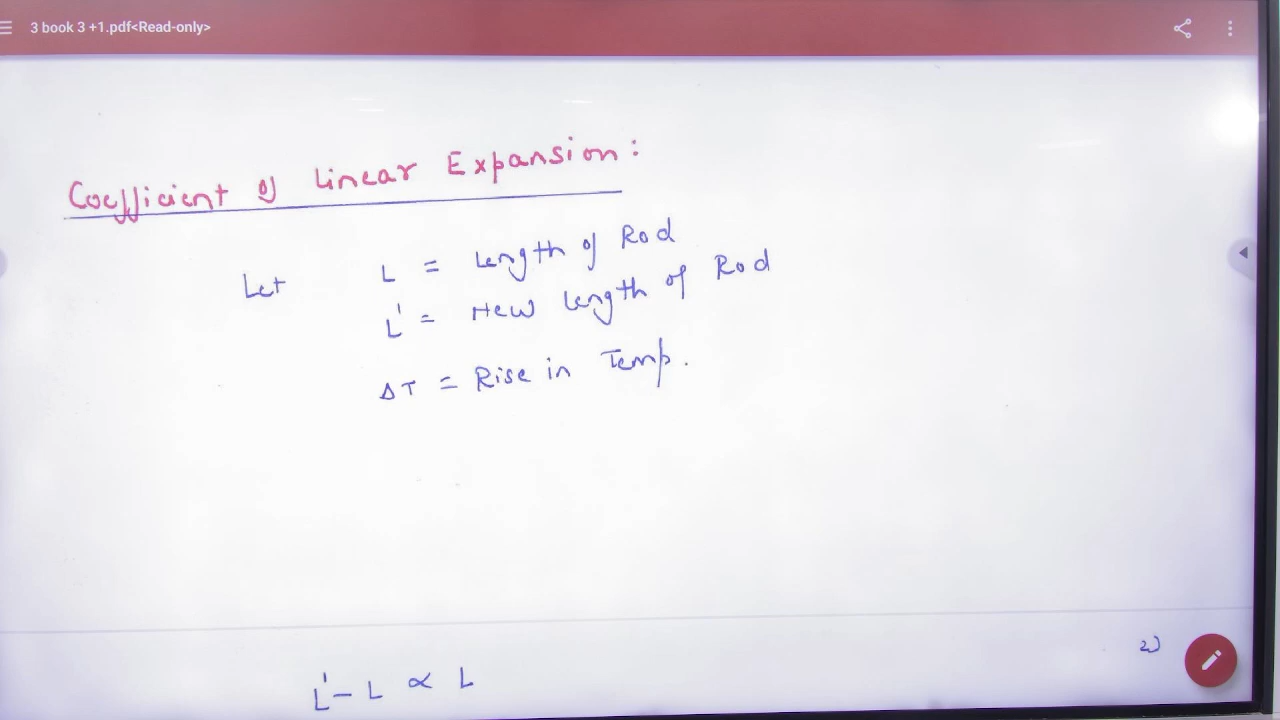 3 book 3 +1.pdf<Read-only>
Coefficient of Linear Expansion:
Let L = Length of Rod
L' = New Length of Rod
ΔT = Rise in Temp.
L' - L ∝ L
2)